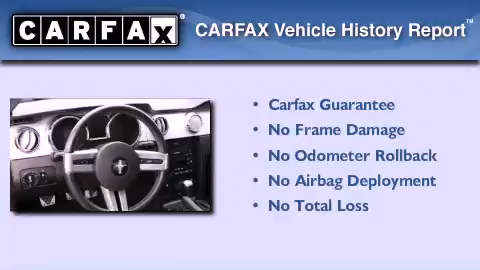 CARFAX® CARFAX Vehicle History Report™
• Carfax Guarantee
• No Frame Damage
• No Odometer Rollback
• No Airbag Deployment
• No Total Loss